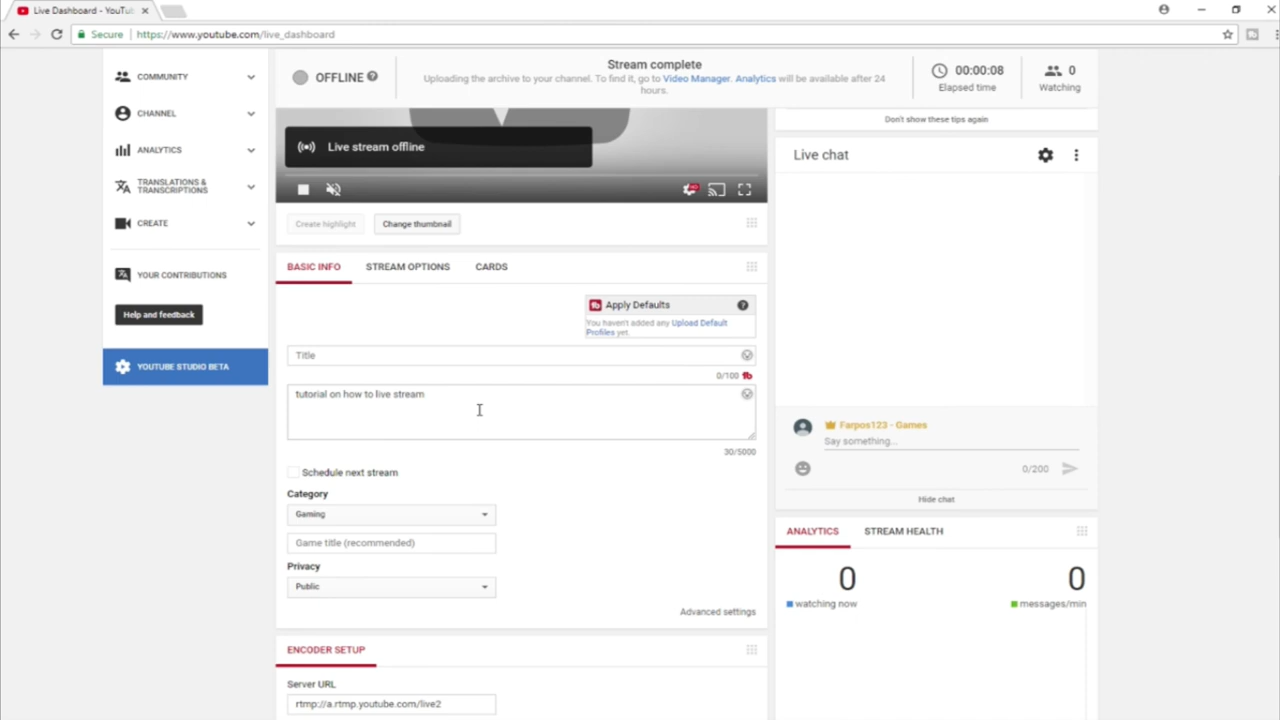 Live Dashboard - YouTu
Secure
https://www.youtube.com/live_dashboard
COMMUNITY
CHANNEL
ANALYTICS
TRANSLATIONS &
TRANSCRIPTIONS
CREATE
YOUR CONTRIBUTIONS
Help and feedback
YOUTUBE STUDIO BETA
OFFLINE
Stream complete
Uploading the archive to your channel. To find it, go to Video Manager. Analytics will be available after 24
hours.
00:00:08
Elapsed time
0
Watching
Live stream offline
Create highlight
Change thumbnail
BASIC INFO
STREAM OPTIONS
CARDS
Apply Defaults
You haven't added any Upload Default
Profiles yet.
Title
0/100
tutorial on how to live stream
30/5000
Schedule next stream
Category
Gaming
Game title (recommended)
Privacy
Public
Advanced settings
ENCODER SETUP
Server URL
rtmp://a.rtmp.youtube.com/live2
Don't show these tips again
Live chat
Farpos123 - Games
Say something...
0/200
Hide chat
ANALYTICS
STREAM HEALTH
0
watching now
0
messages/min